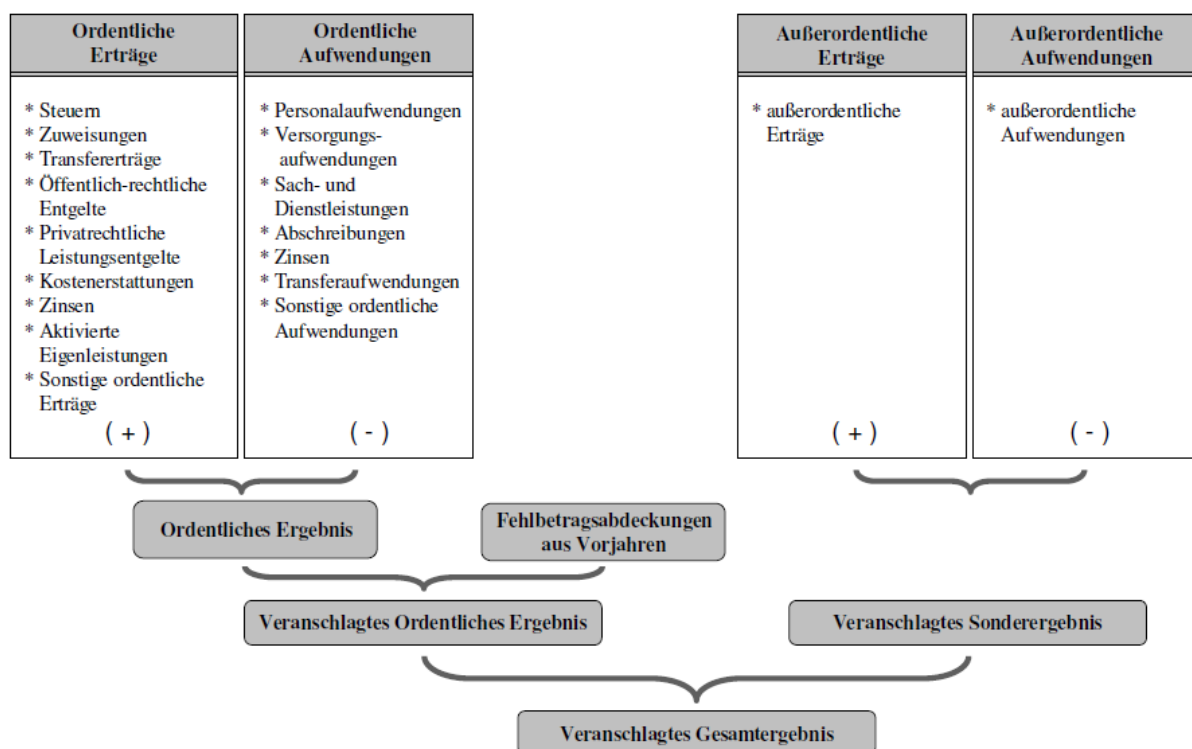 Ordentliche
Erträge
* Steuern
* Zuweisungen
* Transfererträge
* Öffentlich-rechtliche
Entgelte
* Privatrechtliche
Leistungsentgelte
* Kostenerstattungen
* Zinsen
* Aktivierte
Eigenleistungen
* Sonstige ordentliche
Erträge
( + )
Ordentliche
Aufwendungen
* Personalaufwendungen
* Versorgungs-
aufwendungen
* Sach- und
Dienstleistungen
* Abschreibungen
* Zinsen
* Transferaufwendungen
* Sonstige ordentliche
Aufwendungen
( - )
Außerordentliche
Erträge
* außerordentliche
Erträge
( + )
Außerordentliche
Aufwendungen
* außerordentliche
Aufwendungen
( - )
Ordentliches Ergebnis
Fehlbetragsabdeckungen
aus Vorjahren
Veranschlagtes Ordentliches Ergebnis
Veranschlagtes Sonderergebnis
Veranschlagtes Gesamtergebnis